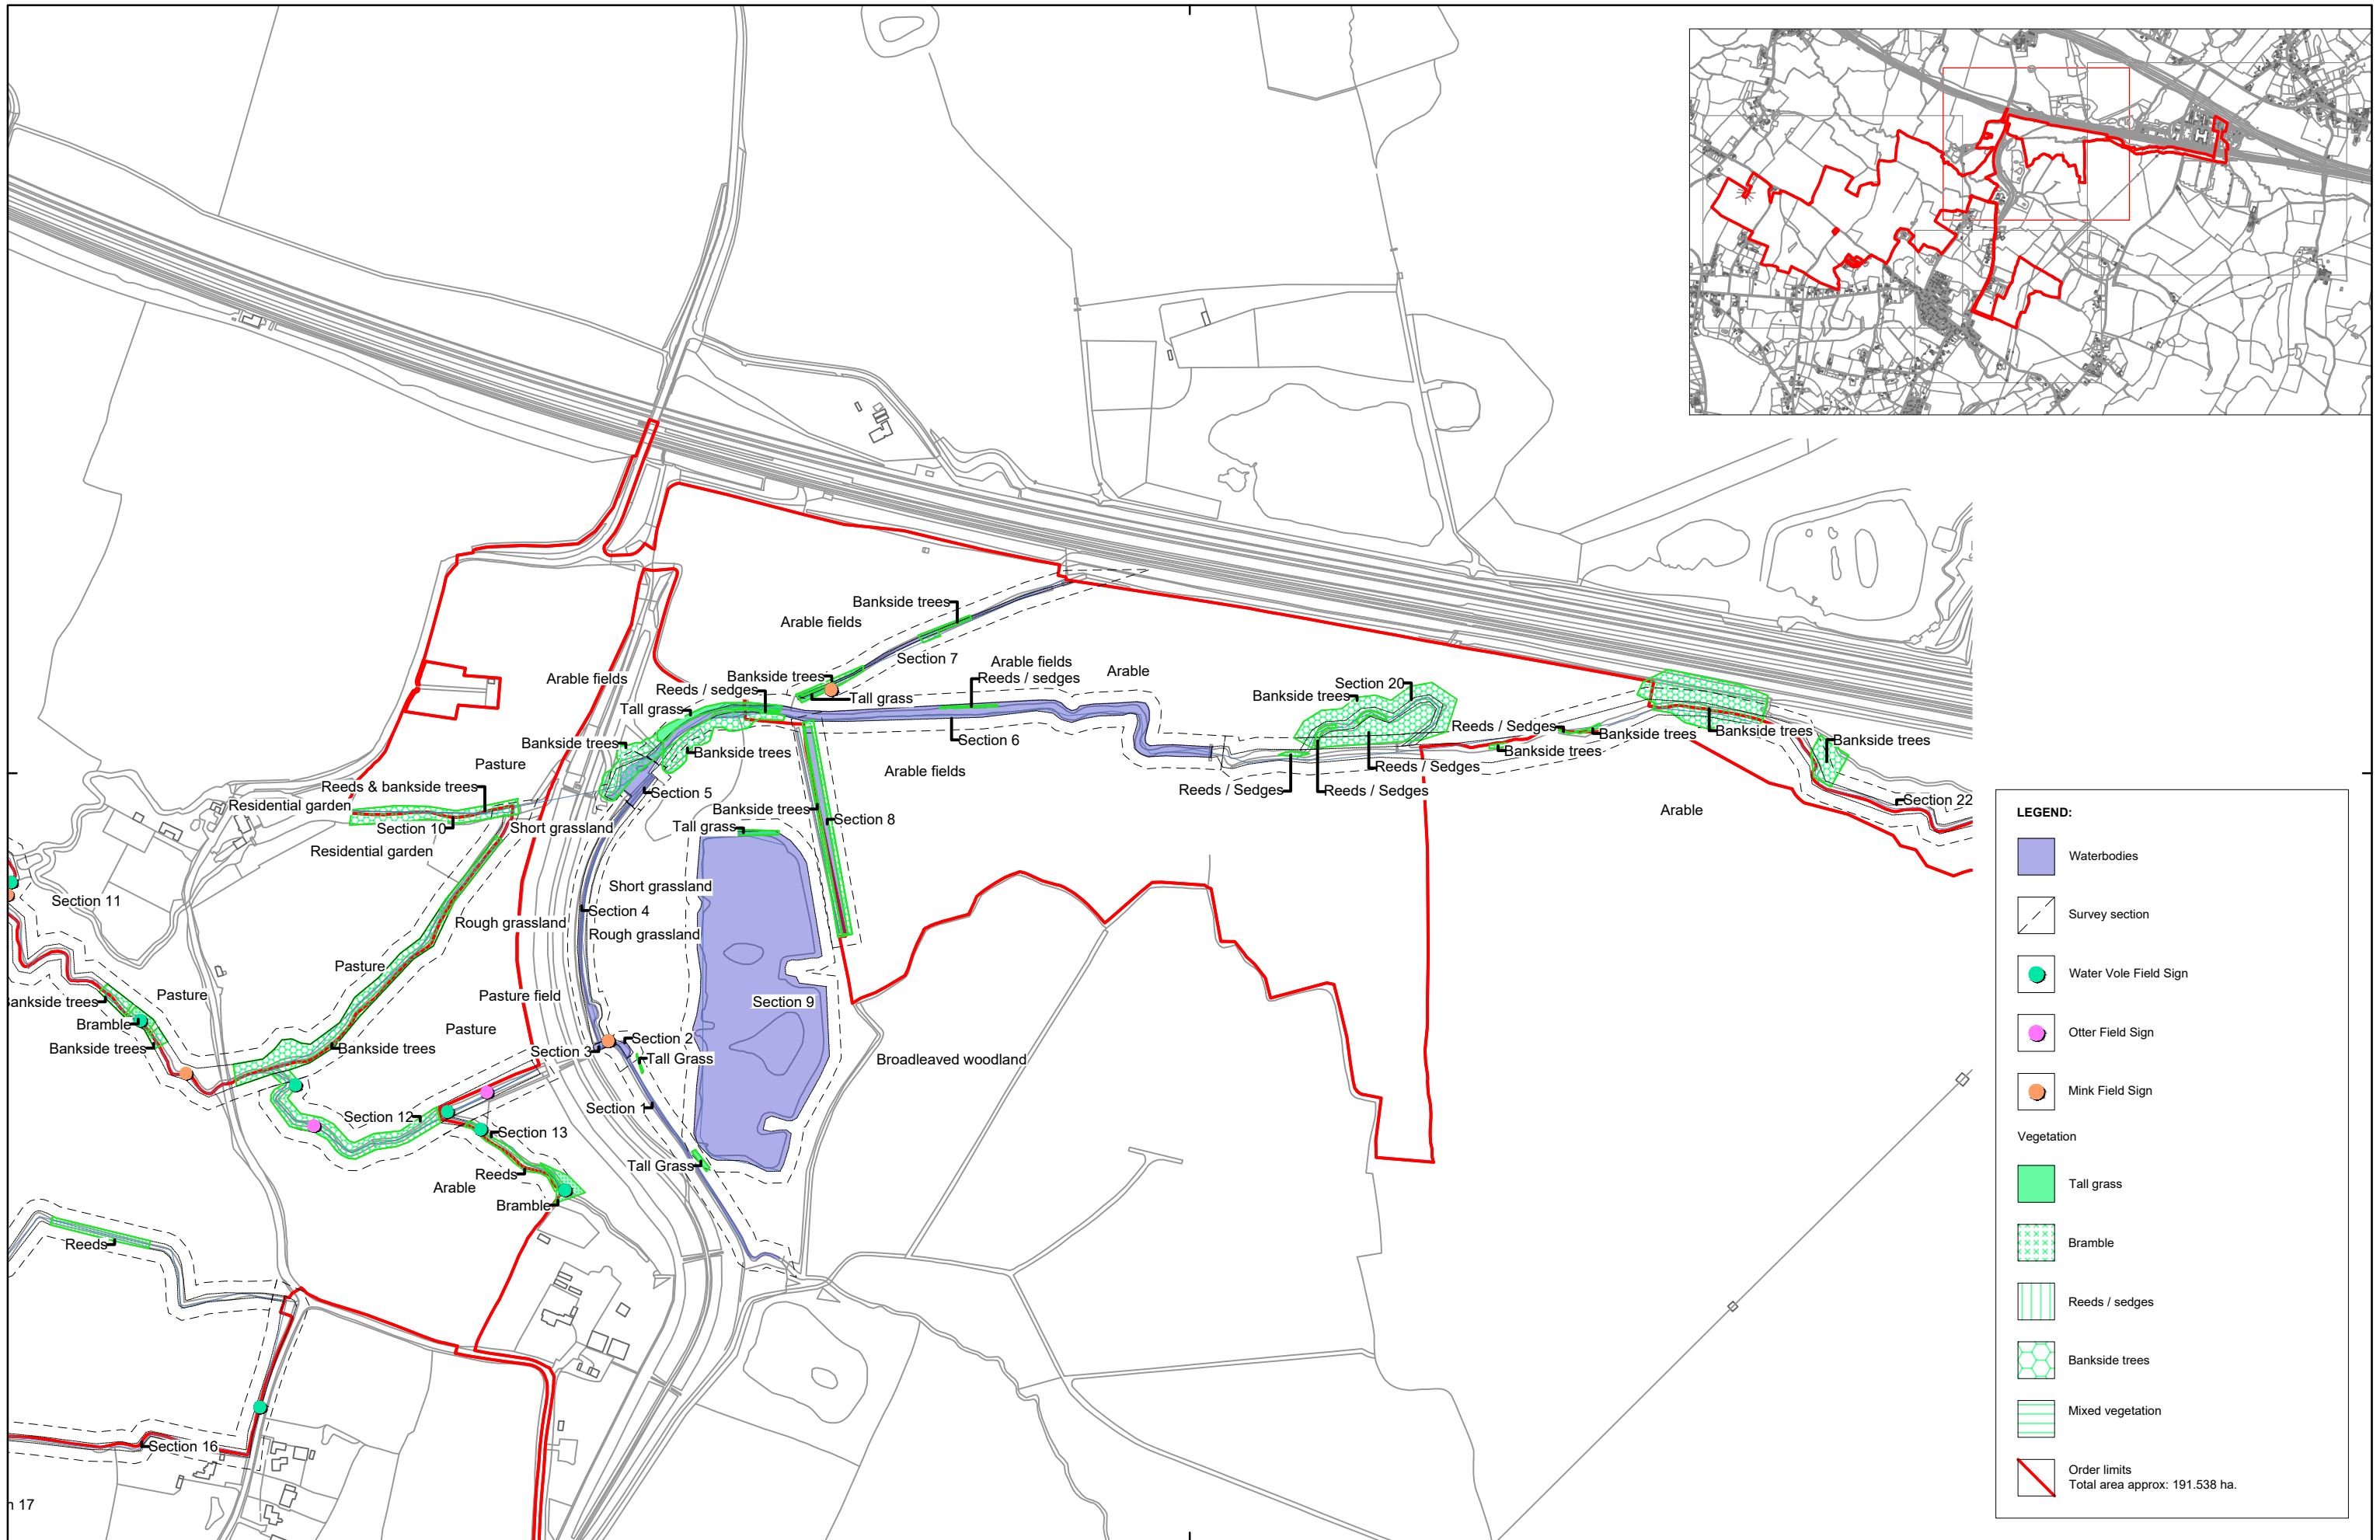 Bankside trees
Arable fields
Section 7
Arable fields
Reeds / sedges
Arable
Arable fields
Bankside trees
Reeds / sedges
Tall grass
Tall grass
Bankside trees
Bankside trees
Section 6
Section 20
Bankside trees
Reeds / Sedges
Bankside trees
Bankside trees
Bankside trees
Bankside trees
Reeds / Sedges
Reeds / Sedges
Reeds / Sedges
Arable
Section 22
Pasture
Arable fields
Reeds & bankside trees
Residential garden
Section 10
Short grassland
Residential garden
Section 5
Bankside trees
Tall grass
Section 8
Section 11
Short grassland
Section 4
Rough grassland
Rough grassland
Pasture
Pasture field
Pasture
Pasture
Section 9
Bankside trees
Bramble
Bankside trees
Bankside trees
Section 2
Section 3
Tall Grass
Broadleaved woodland
Section 12
Section 1
Section 13
Reeds
Arable
Bramble
Tall Grass
Reeds
Section 16
n 17
LEGEND:
Waterbodies
Survey section
Water Vole Field Sign
Otter Field Sign
Mink Field Sign
Vegetation
Tall grass
Bramble
Reeds / sedges
Bankside trees
Mixed vegetation
Order limits
Total area approx: 191.538 ha.